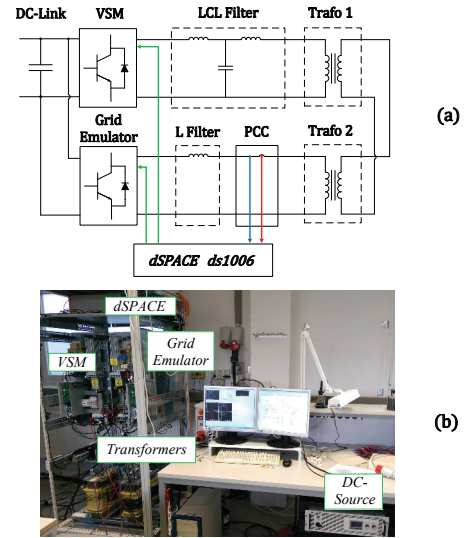 DC-Link
VSM
LCL Filter
Trafo 1
(a)
Grid
Emulator
L Filter
PCC
Trafo 2
dSPACE ds1006
dSPACE
Grid
Emulator
VSM
(b)
Transformers
DC-
Source